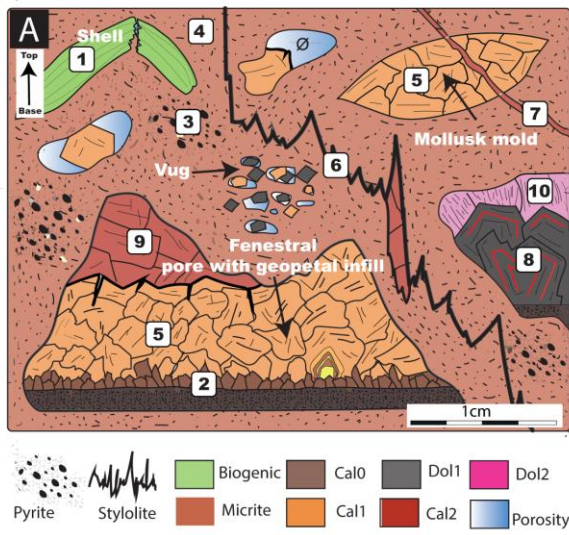 A
Top
Base
Shell
1
4
Ø
5
7
Mollusk mold
3
Vug
6
10
8
9
Fenestral
pore with geopetal infill
5
2
1cm
Pyrite
Stylolite
Biogenic
Cal0
Dol1
Dol2
Micrite
Cal1
Cal2
Porosity